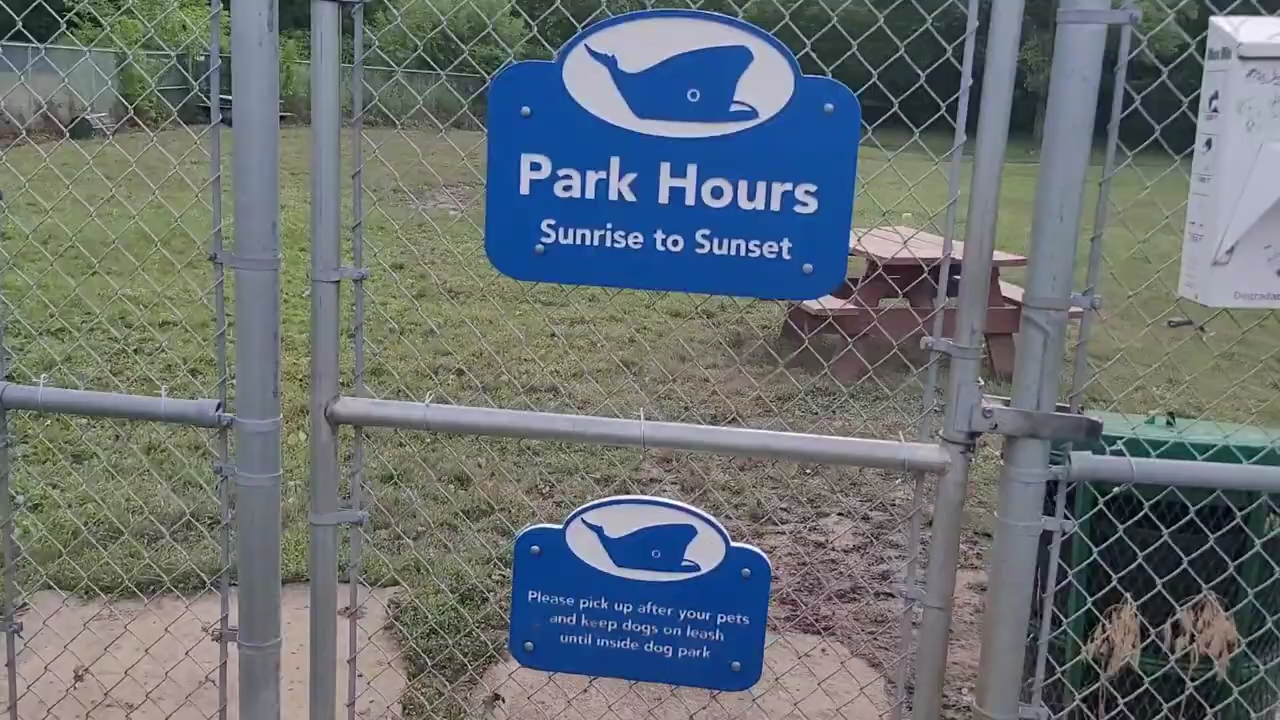 Park Hours
Sunrise to Sunset
Please pick up after your pets
and keep dogs on leash
until inside dog park